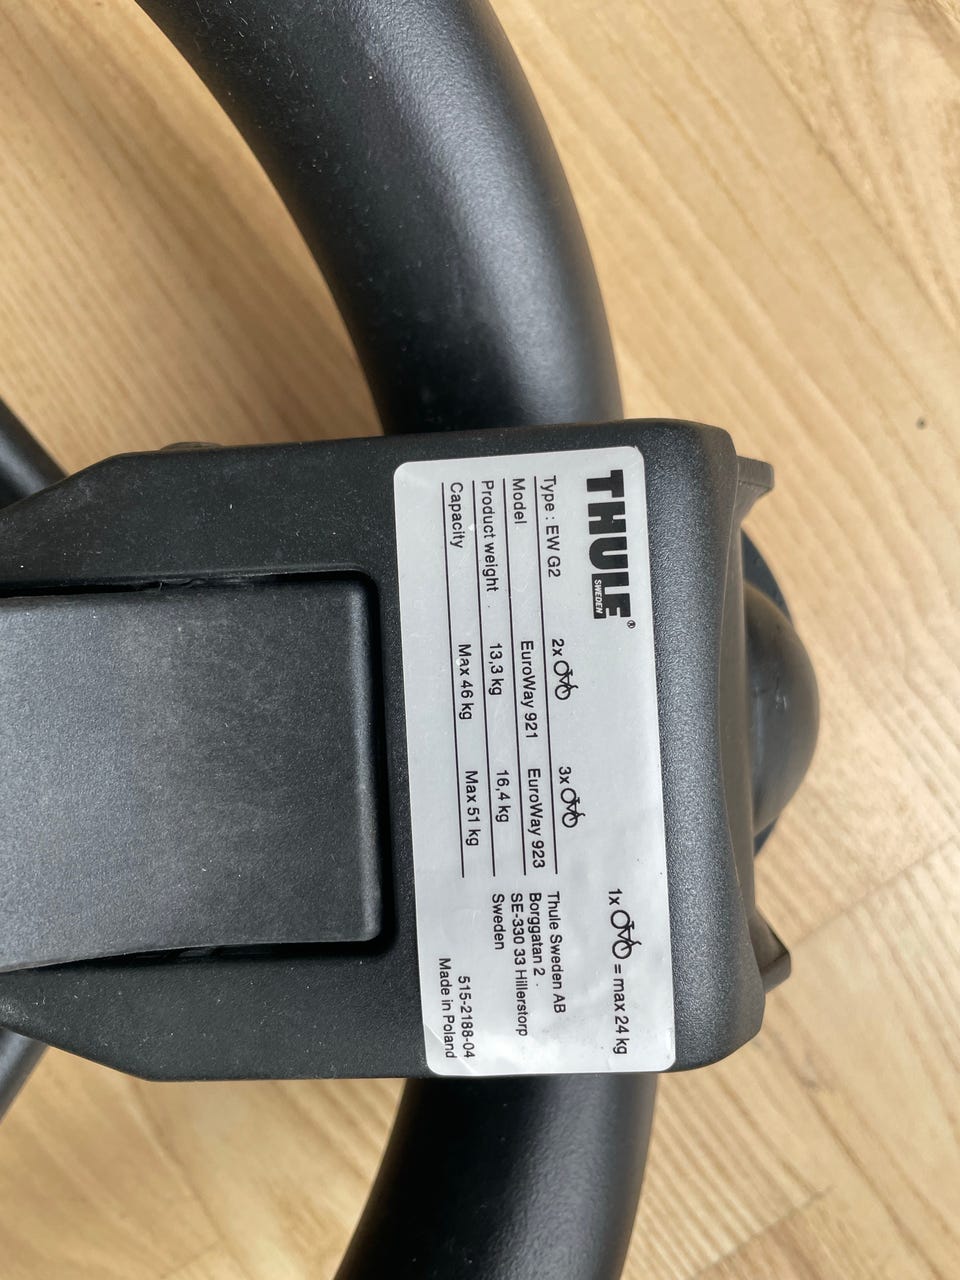 THULE®
SWEDEN
1x = max 24 kg
Type : EW G2 2x 3x
Model EuroWay 921 EuroWay 923
Product weight 13,3 kg 16,4 kg
Capacity Max 46 kg Max 51 kg
Thule Sweden AB
Borggatan 2
SE-330 33 Hillerstorp
Sweden
515-2188-04
Made in Poland